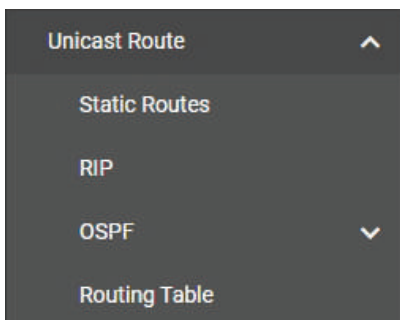 Unicast Route
Static Routes
RIP
OSPF
Routing Table